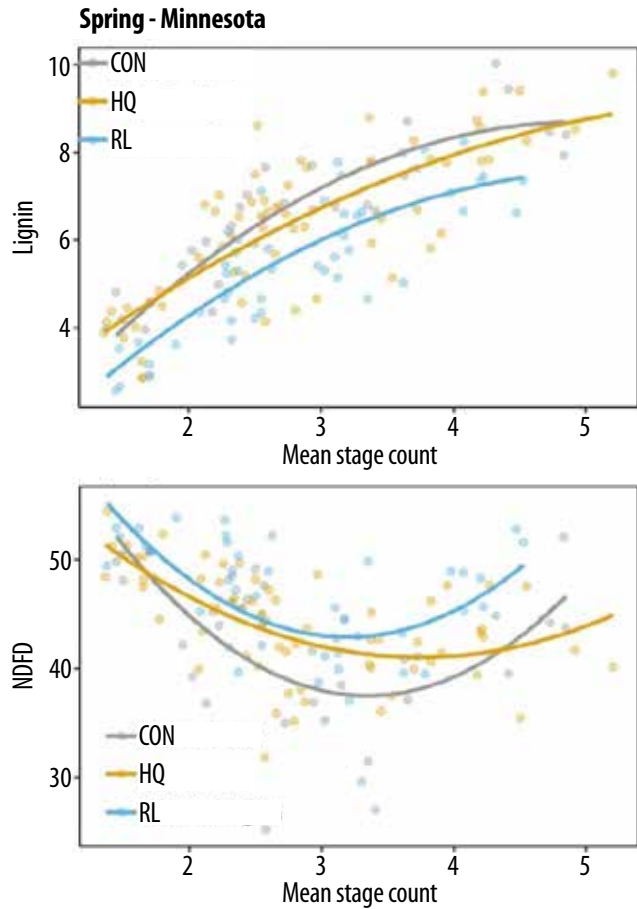 Spring - Minnesota
10
8
6
4
Lignin
CON
HQ
RL
2 3 4 5
Mean stage count
50
40
30
NDFD
CON
HQ
RL
2 3 4 5
Mean stage count